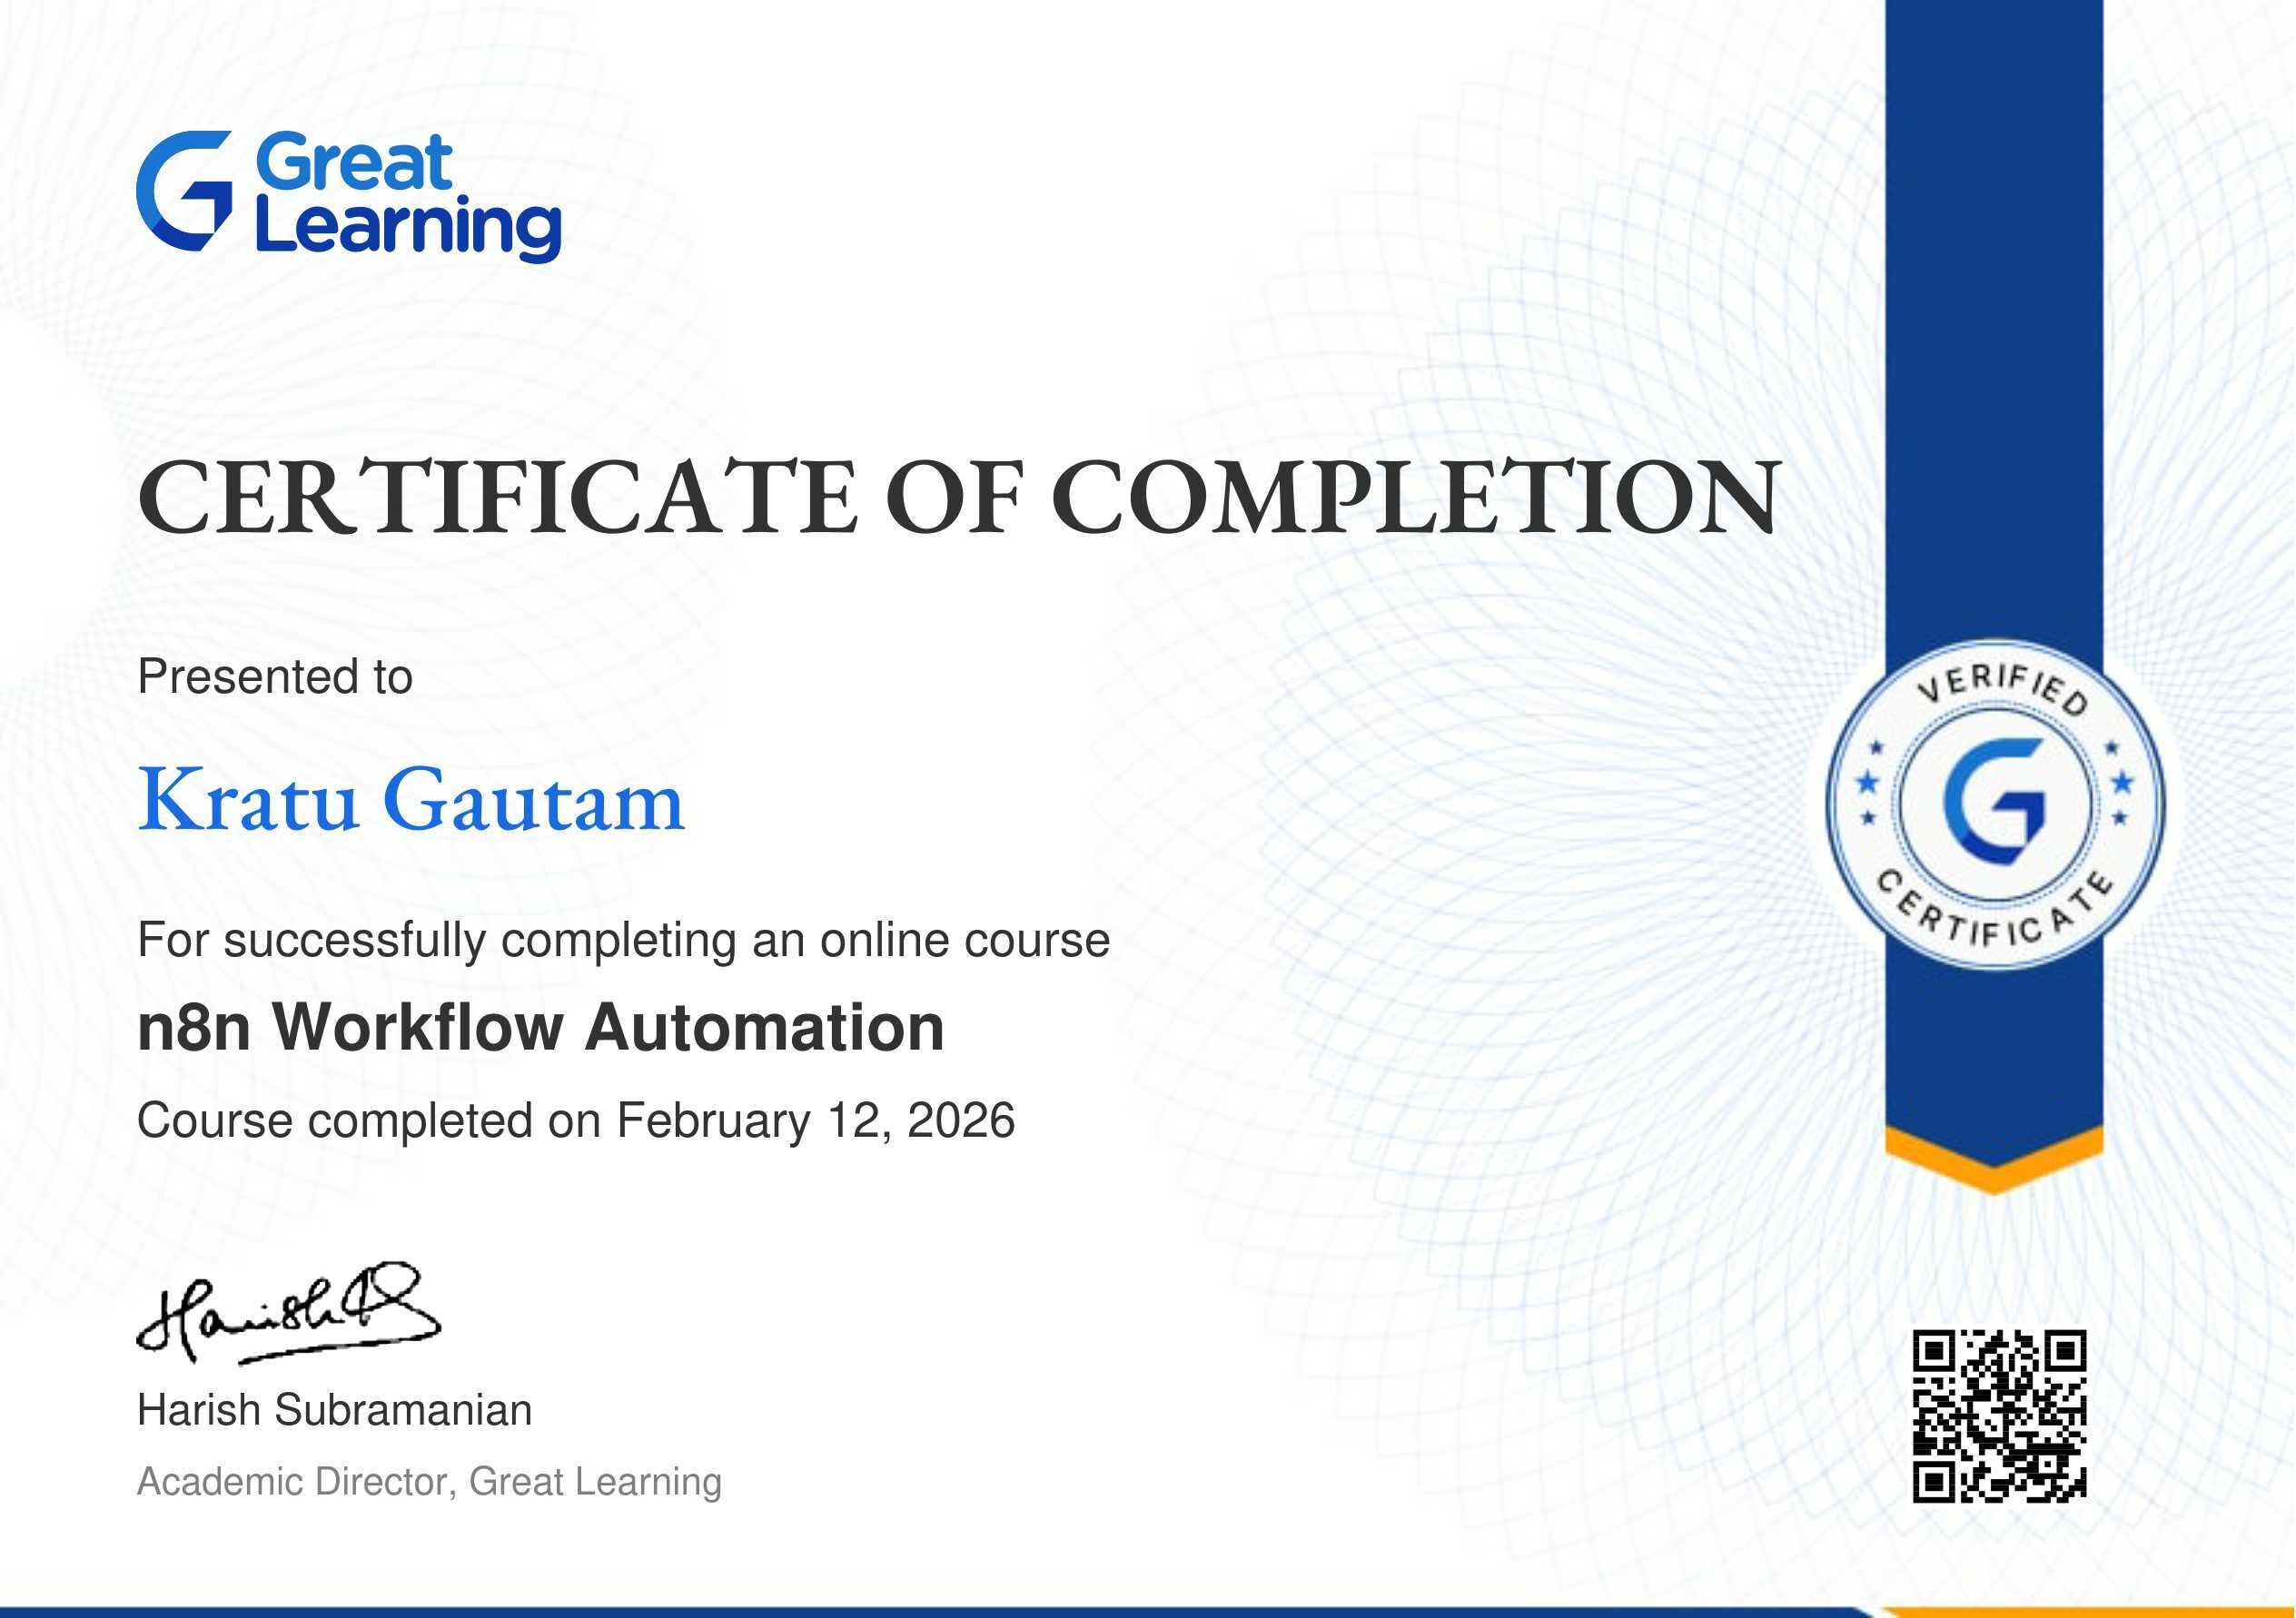 Great
Learning
CERTIFICATE OF COMPLETION
Presented to
Kratu Gautam
For successfully completing an online course
n8n Workflow Automation
Course completed on February 12, 2026
VERIFIED
CERTIFICATE
Harish
Harish Subramanian
Academic Director, Great Learning